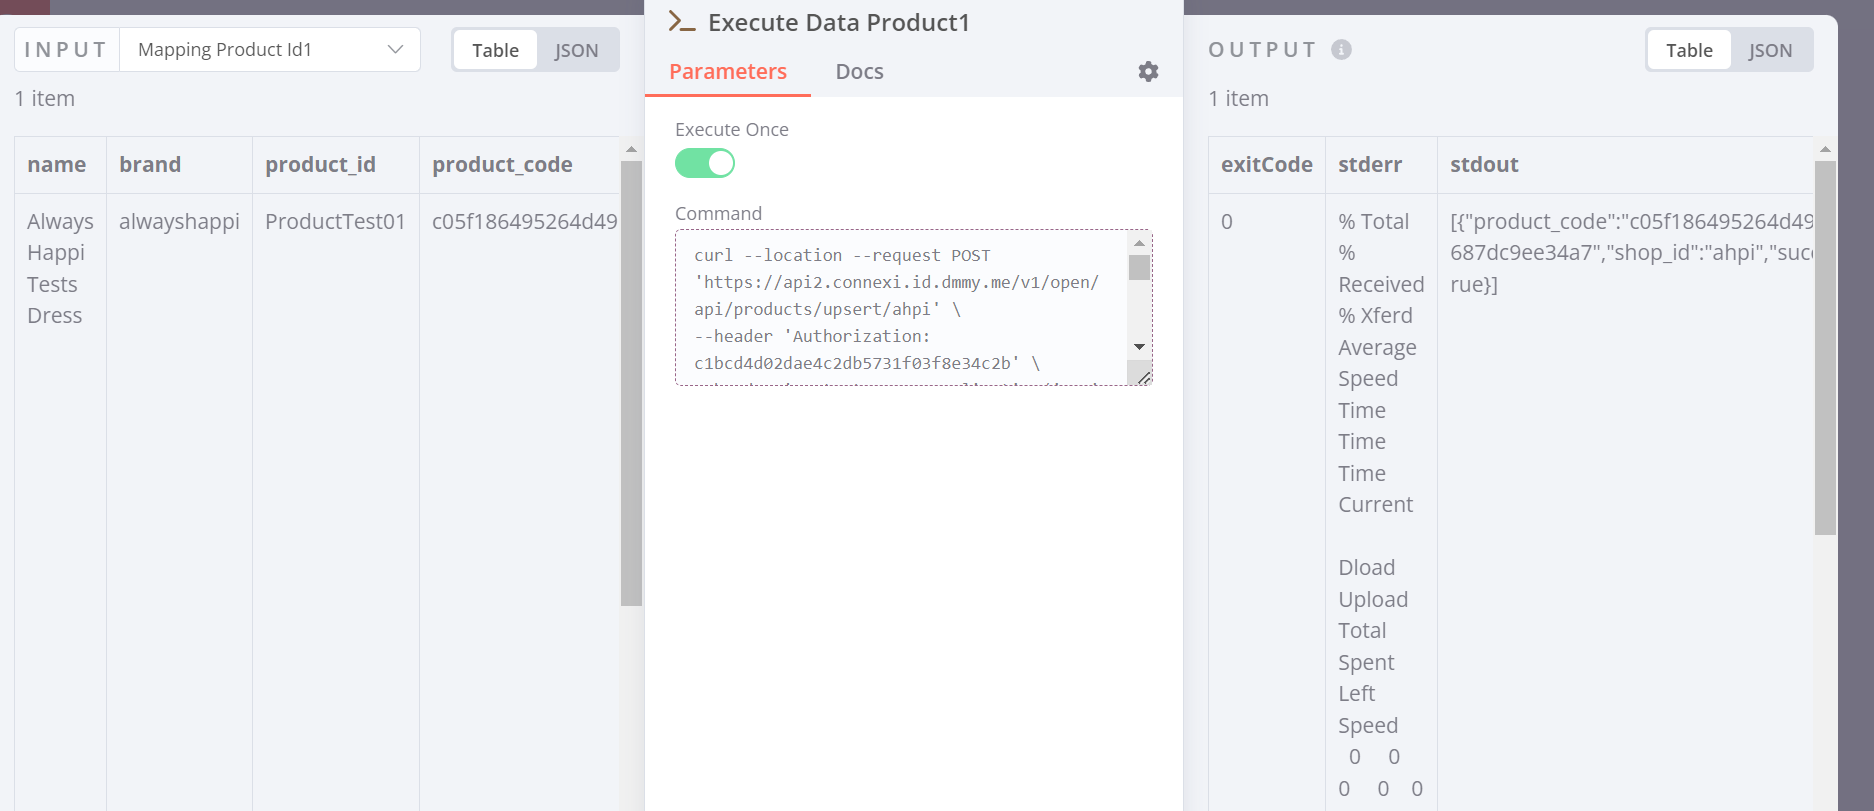 INPUT
Mapping Product Id1
Table
JSON
1 item
name
brand
product_id
product_code
Always
Happi
Tests
Dress
alwayshappi
ProductTest01
c05f186495264d49
Execute Data Product1
Parameters
Docs
Execute Once
Command
curl --location --request POST
'https://api2.connexi.id.dmmy.me/v1/open/
api/products/upsert/ahpi' \
--header 'Authorization:
c1bcd4d02dae4c2db5731f03f8e34c2b' \
OUTPUT
Table
JSON
1 item
exitCode
stderr
stdout
0
% Total
%
Received
% Xferd
Average
Speed
Time
Time
Time
Current
Dload
Upload
Total
Spent
Left
Speed
0 0
0 0 0
[{"product_code":"c05f186495264d49
687dc9ee34a7","shop_id":"ahpi","suc
rue}]